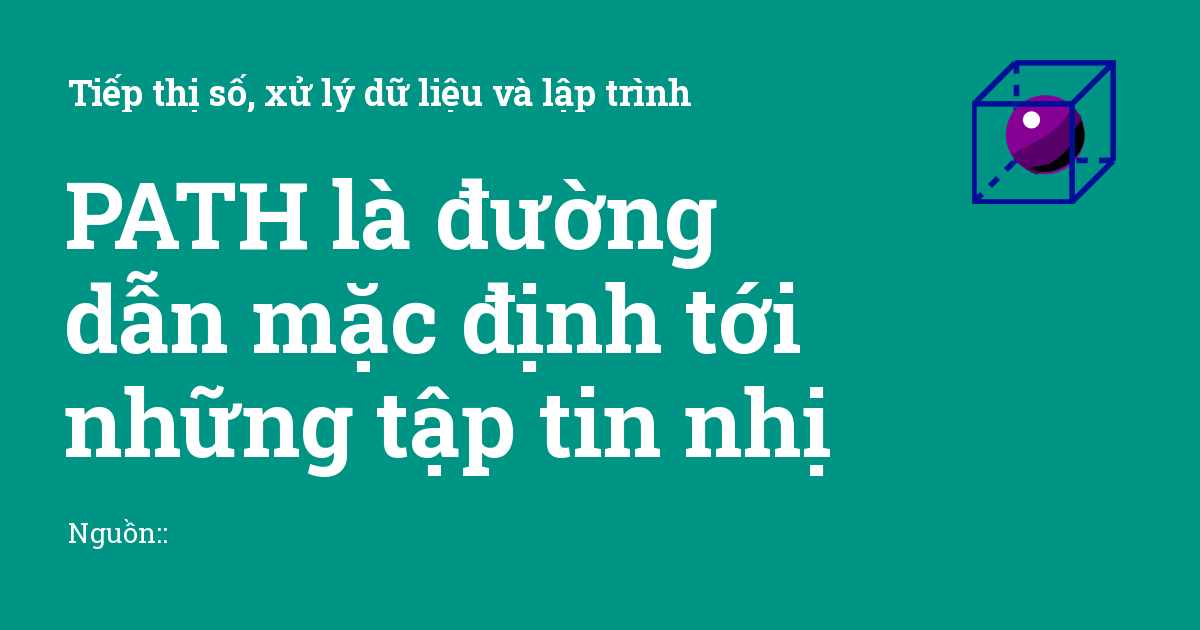 Tiếp thị số, xử lý dữ liệu và lập trình
PATH là đường
dẫn mặc định tới
những tập tin nhị
Nguồn::